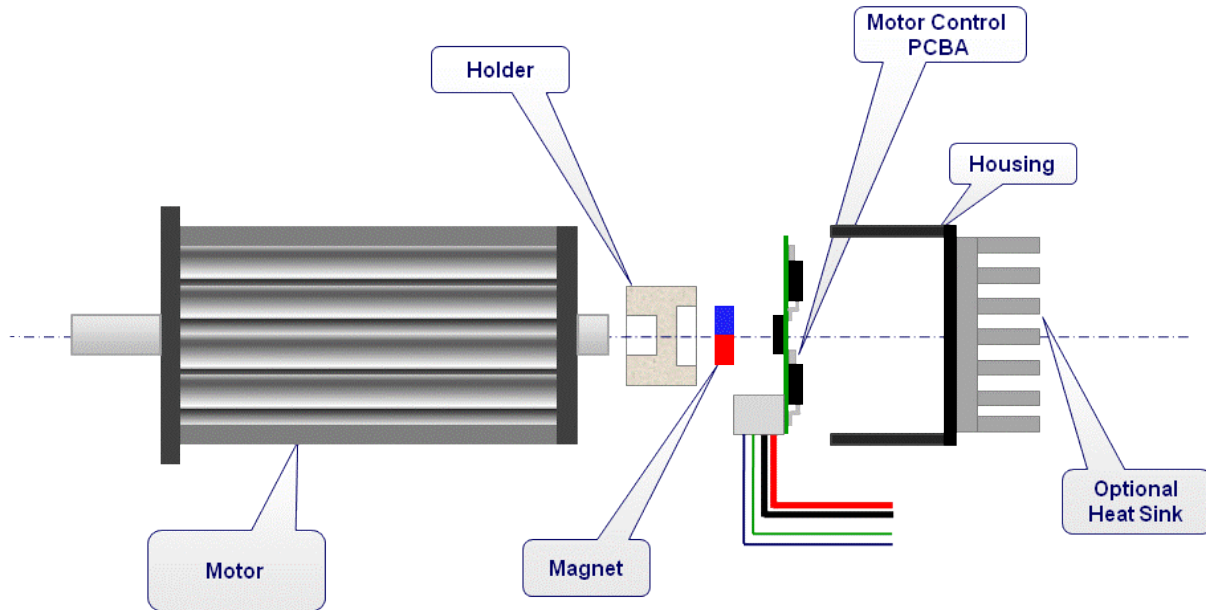 Motor Control
PCBA
Holder
Housing
Optional
Heat Sink
Motor
Magnet